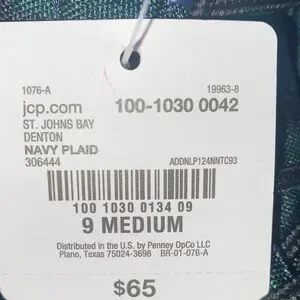 1076-A 19963-8
jcp.com 100-1030 0042
ST. JOHNS BAY
DENTON
NAVY PLAID
306444 ADDNLP124NNTC93
100 1030 0134 09
9 MEDIUM
Distributed in the U.S. by Penney OpCo LLC
Plano, Texas 75024-3698 BR-01-076-A
$65